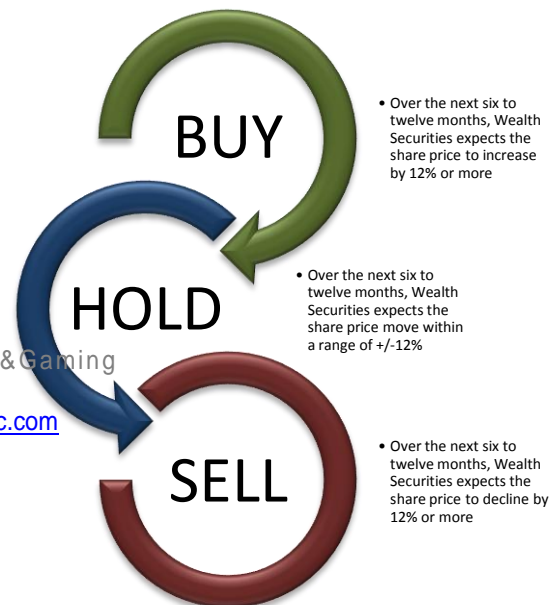 BUY
• Over the next six to
twelve months, Wealth
Securities expects the
share price to increase
by 12% or more
HOLD
• Over the next six to
twelve months, Wealth
Securities expects the
share price move within
a range of +/-12%
&Gaming
c.com
SELL
• Over the next six to
twelve months, Wealth
Securities expects the
share price to decline by
12% or more